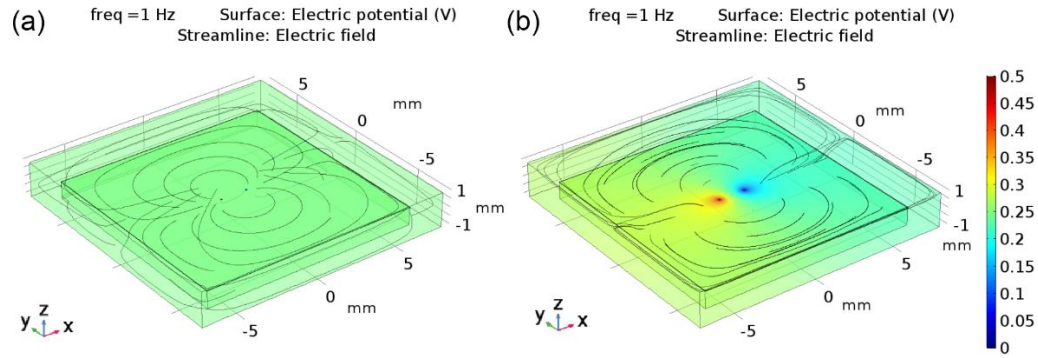 (a)
freq =1 Hz Surface: Electric potential (V)
Streamline: Electric field
5
mm
0
-5
1
mm
-1
5
0 mm
-5
y z x
(b)
freq =1 Hz Surface: Electric potential (V)
Streamline: Electric field
5
mm
0
-5
1
mm
-1
5
0 mm
-5
y z x
0.5
0.45
0.4
0.35
0.3
0.25
0.2
0.15
0.1
0.05
0